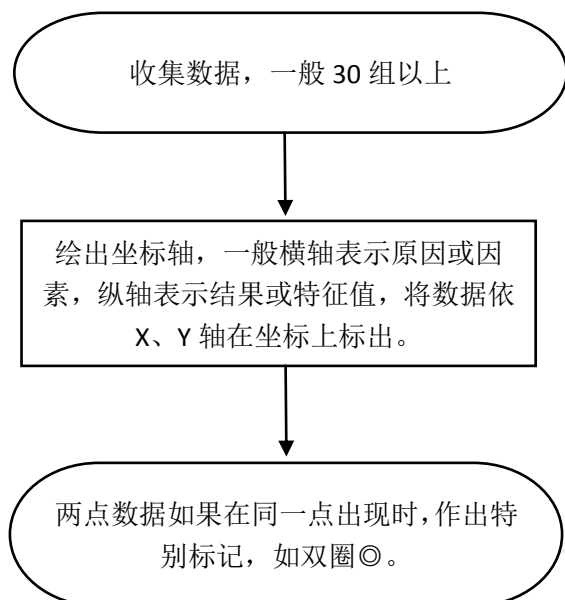 收集数据，一般 30 组以上
绘出坐标轴，一般横轴表示原因或因
素，纵轴表示结果或特征值，将数据依
X、Y 轴在坐标上标出。
两点数据如果在同一点出现时，作出特
别标记，如双圈◎。